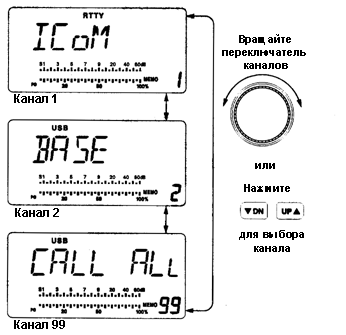 RTTY
ICoM
S1 3 5 7 9 20 40 60dB
MEMO
1
PO 20 50 100%
Канал 1
USB
BASE
S1 3 5 7 9 20 40 60dB
MEMO
2
PO 20 50 100%
Канал 2
USB
CALL ALL
S1 3 5 7 9 20 40 60dB
MEMO
99
PO 20 50 100%
Канал 99
Вращайте
переключатель
каналов
или
Нажмите
▼DN UP▲
для выбора
канала